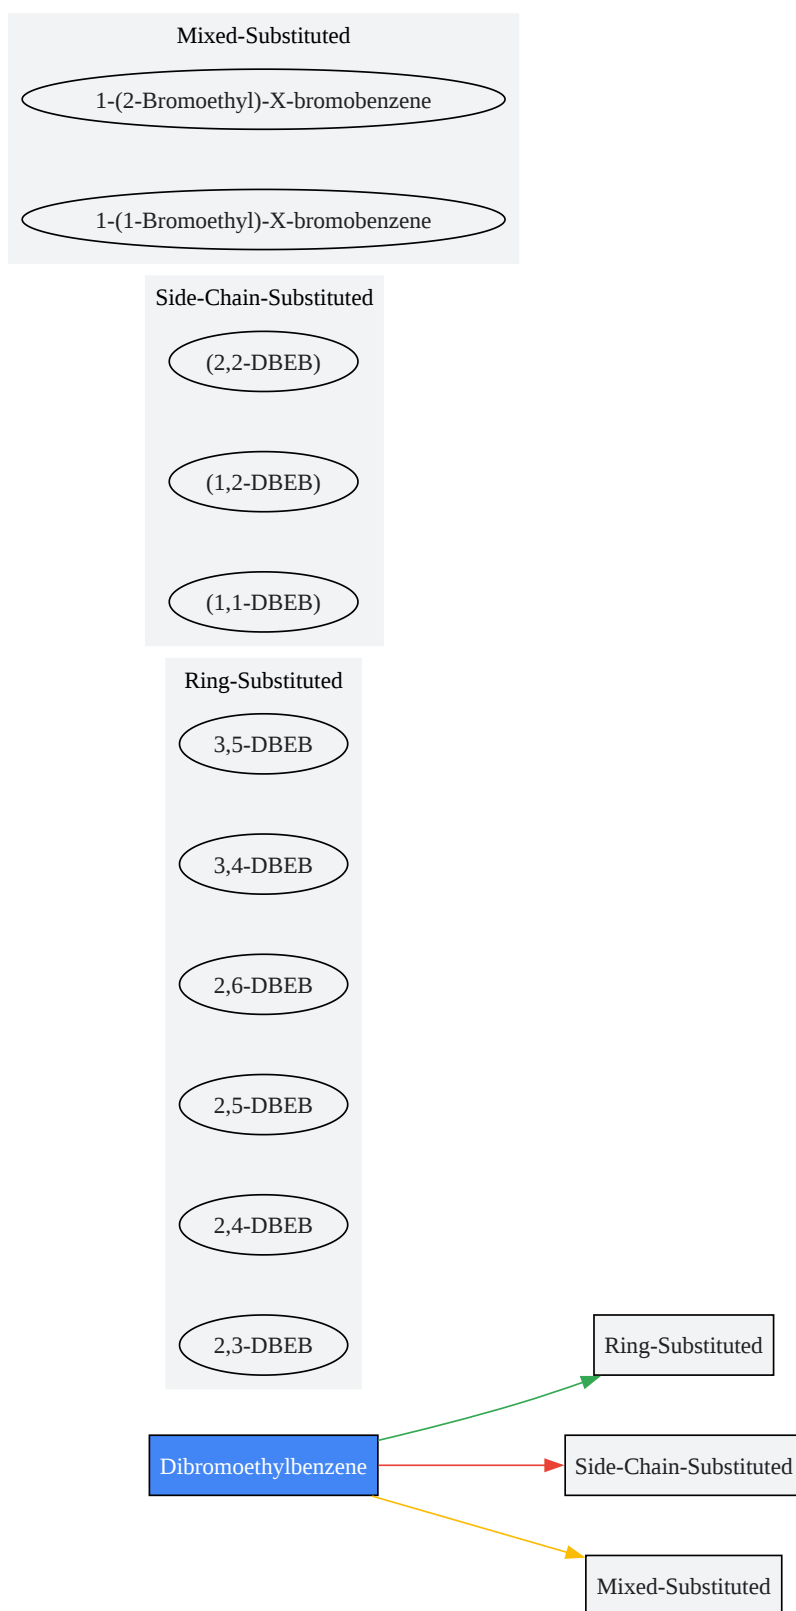 Mixed-Substituted
1-(2-Bromoethyl)-X-bromobenzene
1-(1-Bromoethyl)-X-bromobenzene
Side-Chain-Substituted
(2,2-DBEB)
(1,2-DBEB)
(1,1-DBEB)
Ring-Substituted
3,5-DBEB
3,4-DBEB
2,6-DBEB
2,5-DBEB
2,4-DBEB
2,3-DBEB
Ring-Substituted
Dibromoethylbenzene
Side-Chain-Substituted
Mixed-Substituted